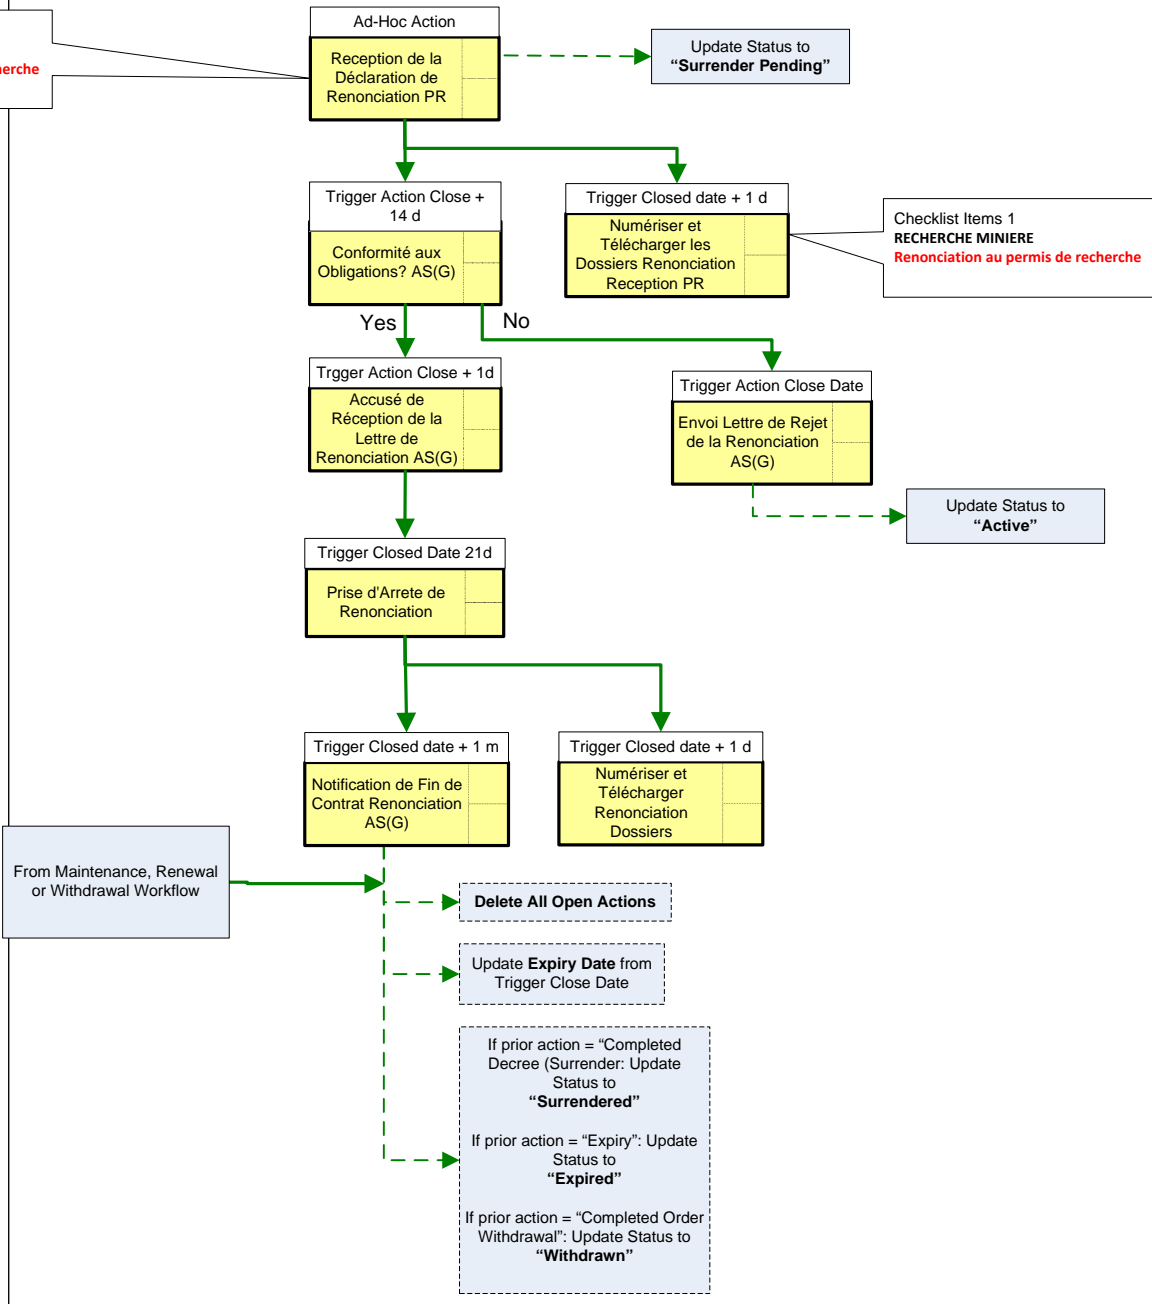 Ad-Hoc Action
erche
Reception de la
Déclaration de
Renonciation PR
Update Status to
“Surrender Pending”
Trigger Action Close +
14 d
Conformité aux
Obligations? AS(G)
Trigger Closed date + 1 d
Numériser et
Télécharger les
Dossiers Renonciation
Reception PR
Checklist Items 1
RECHERCHE MINIERE
Renonciation au permis de recherche
Yes
No
Trgger Action Close + 1d
Accusé de
Réception de la
Lettre de
Renonciation AS(G)
Trigger Action Close Date
Envoi Lettre de Rejet
de la Renonciation
AS(G)
Update Status to
“Active”
Trigger Closed Date 21d
Prise d'Arrete de
Renonciation
Trigger Closed date + 1 m
Notification de Fin de
Contrat Renonciation
AS(G)
Trigger Closed date + 1 d
Numériser et
Télécharger
Renonciation
Dossiers
From Maintenance, Renewal
or Withdrawal Workflow
Delete All Open Actions
Update Expiry Date from
Trigger Close Date
If prior action = “Completed
Decree (Surrender: Update
Status to
“Surrendered”
If prior action = “Expiry”: Update
Status to
“Expired”
If prior action = “Completed Order
Withdrawal”: Update Status to
“Withdrawn”